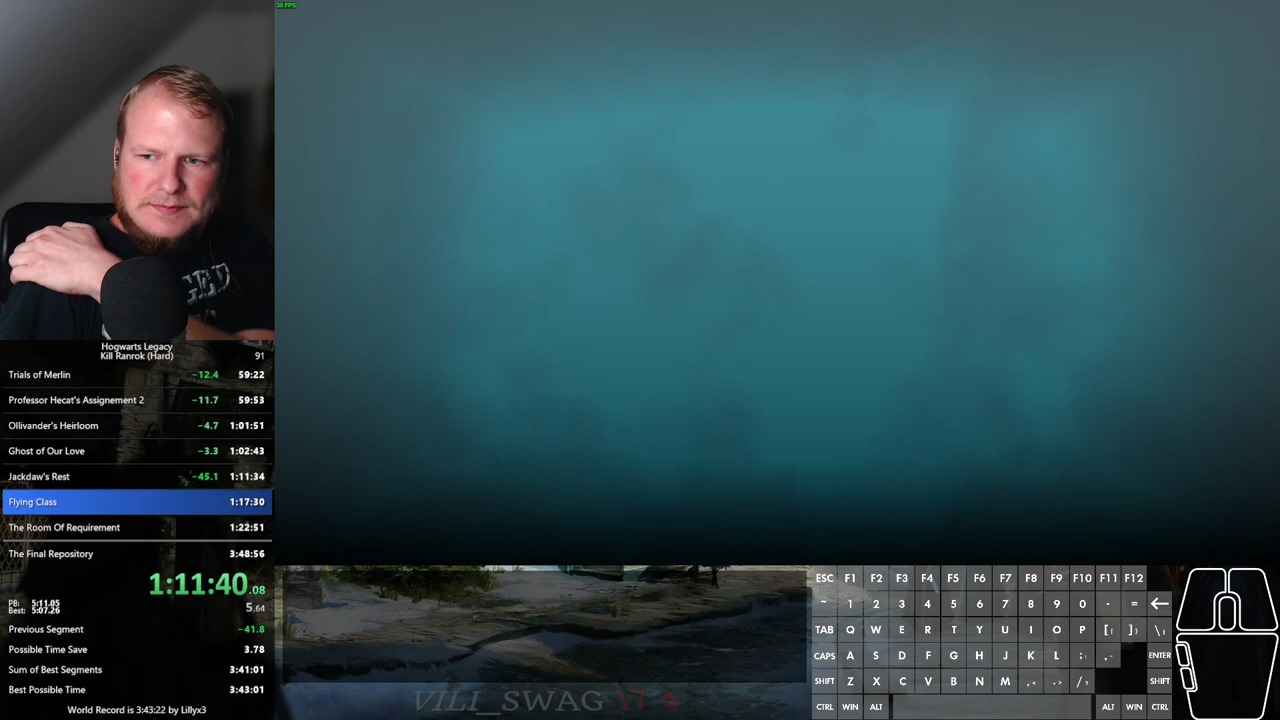 30 FPS
Hogwarts Legacy
Kill Ranrok (Hard) 91
Trials of Merlin -12.4 59:22
Professor Hecat's Assignement 2 -11.7 59:53
Ollivander's Heirloom -4.7 1:01:51
Ghost of Our Love -3.3 1:02:43
Jackdaw's Rest -45.1 1:11:34
Flying Class 1:17:30
The Room Of Requirement 1:22:51
The Final Repository 3:48:56
1:11:40.08
PB: 5:11.05
Best: 5:07.26 5.64
Previous Segment -41.8
Possible Time Save 3.78
Sum of Best Segments 3:41:01
Best Possible Time 3:43:01
World Record is 3:43:22 by Lillyx3
VILI_SWAG
ESC F1 F2 F3 F4 F5 F6 F7 F8 F9 F10 F11 F12
~ 1 2 3 4 5 6 7 8 9 0 - =
TAB Q W E R T Y U I O P [{ ]} \|
CAPS A S D F G H J K L ;: ENTER
SHIFT Z X C V B N M ,< .> /? SHIFT
CTRL WIN ALT ALT WIN CTRL